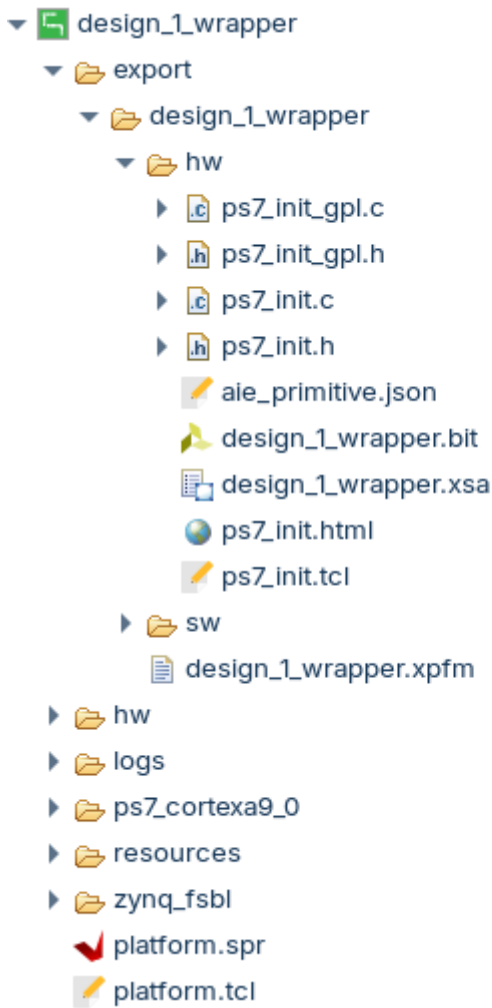 design_1_wrapper
export
design_1_wrapper
hw
.c ps7_init_gpl.c
.h ps7_init_gpl.h
.c ps7_init.c
.h ps7_init.h
aie_primitive.json
design_1_wrapper.bit
design_1_wrapper.xsa
ps7_init.html
ps7_init.tcl
sw
design_1_wrapper.xpfm
hw
logs
ps7_cortexa9_0
resources
zynq_fsbl
platform.spr
platform.tcl